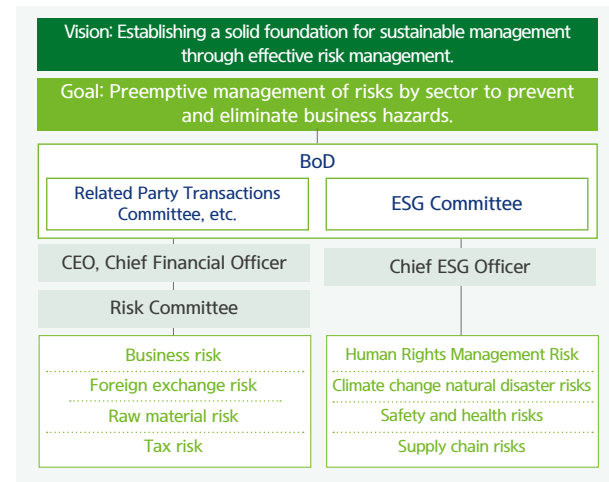 Vision: Establishing a solid foundation for sustainable management
through effective risk management.
Goal: Preemptive management of risks by sector to prevent
and eliminate business hazards.
BoD
Related Party Transactions
Committee, etc.
ESG Committee
CEO, Chief Financial Officer
Chief ESG Officer
Risk Committee
Business risk
Foreign exchange risk
Raw material risk
Tax risk
Human Rights Management Risk
Climate change natural disaster risks
Safety and health risks
Supply chain risks